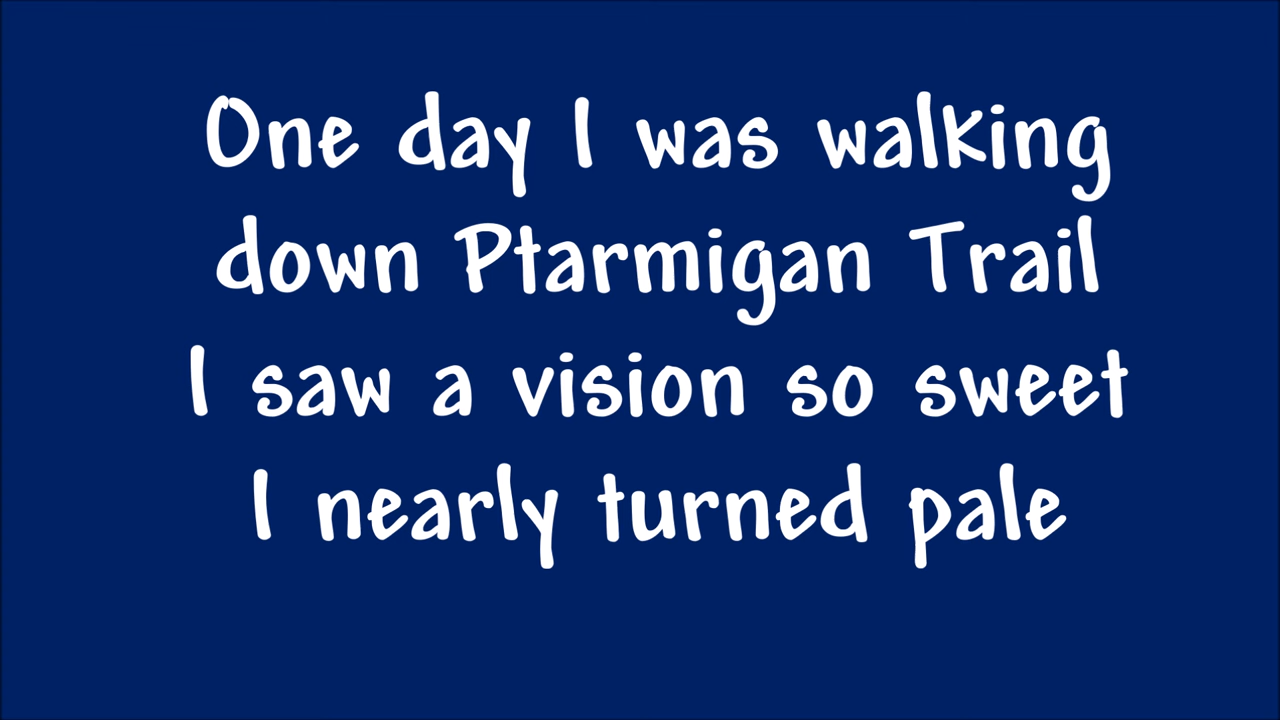 One day I was walking
down Ptarmigan Trail
I saw a vision so sweet
I nearly turned pale